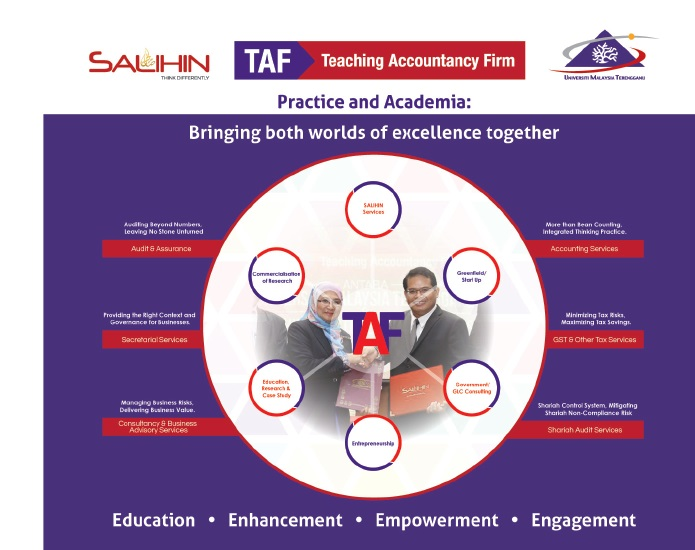 SALIHIN
THINK DIFFERENTLY
TAF
Teaching Accountancy Firm
UNIVERSITI MALAYSIA TERENGGANU
Practice and Academia:
Bringing both worlds of excellence together
SALIHIN
Services
Auditing Beyond Numbers,
Leaving No Stone Unturned
Audit & Assurance
More than Bean Counting,
Integrated Thinking Practice.
Accounting Services
Commercialisation
of Research
Greenfield/
Start Up
Providing the Right Context and
Governance for Businesses.
Secretarial Services
TAF
Minimizing Tax Risks,
Maximizing Tax Savings.
GST & Other Tax Services
Education,
Research &
Case Study
Government/
GLC Consulting
SALIHIN
Managing Business Risks,
Delivering Business Value.
Consultancy & Business
Advisory Services
Shariah Control System, Mitigating
Shariah Non-Compliance Risk
Shariah Audit Services
Entrepreneurship
Education • Enhancement • Empowerment • Engagement